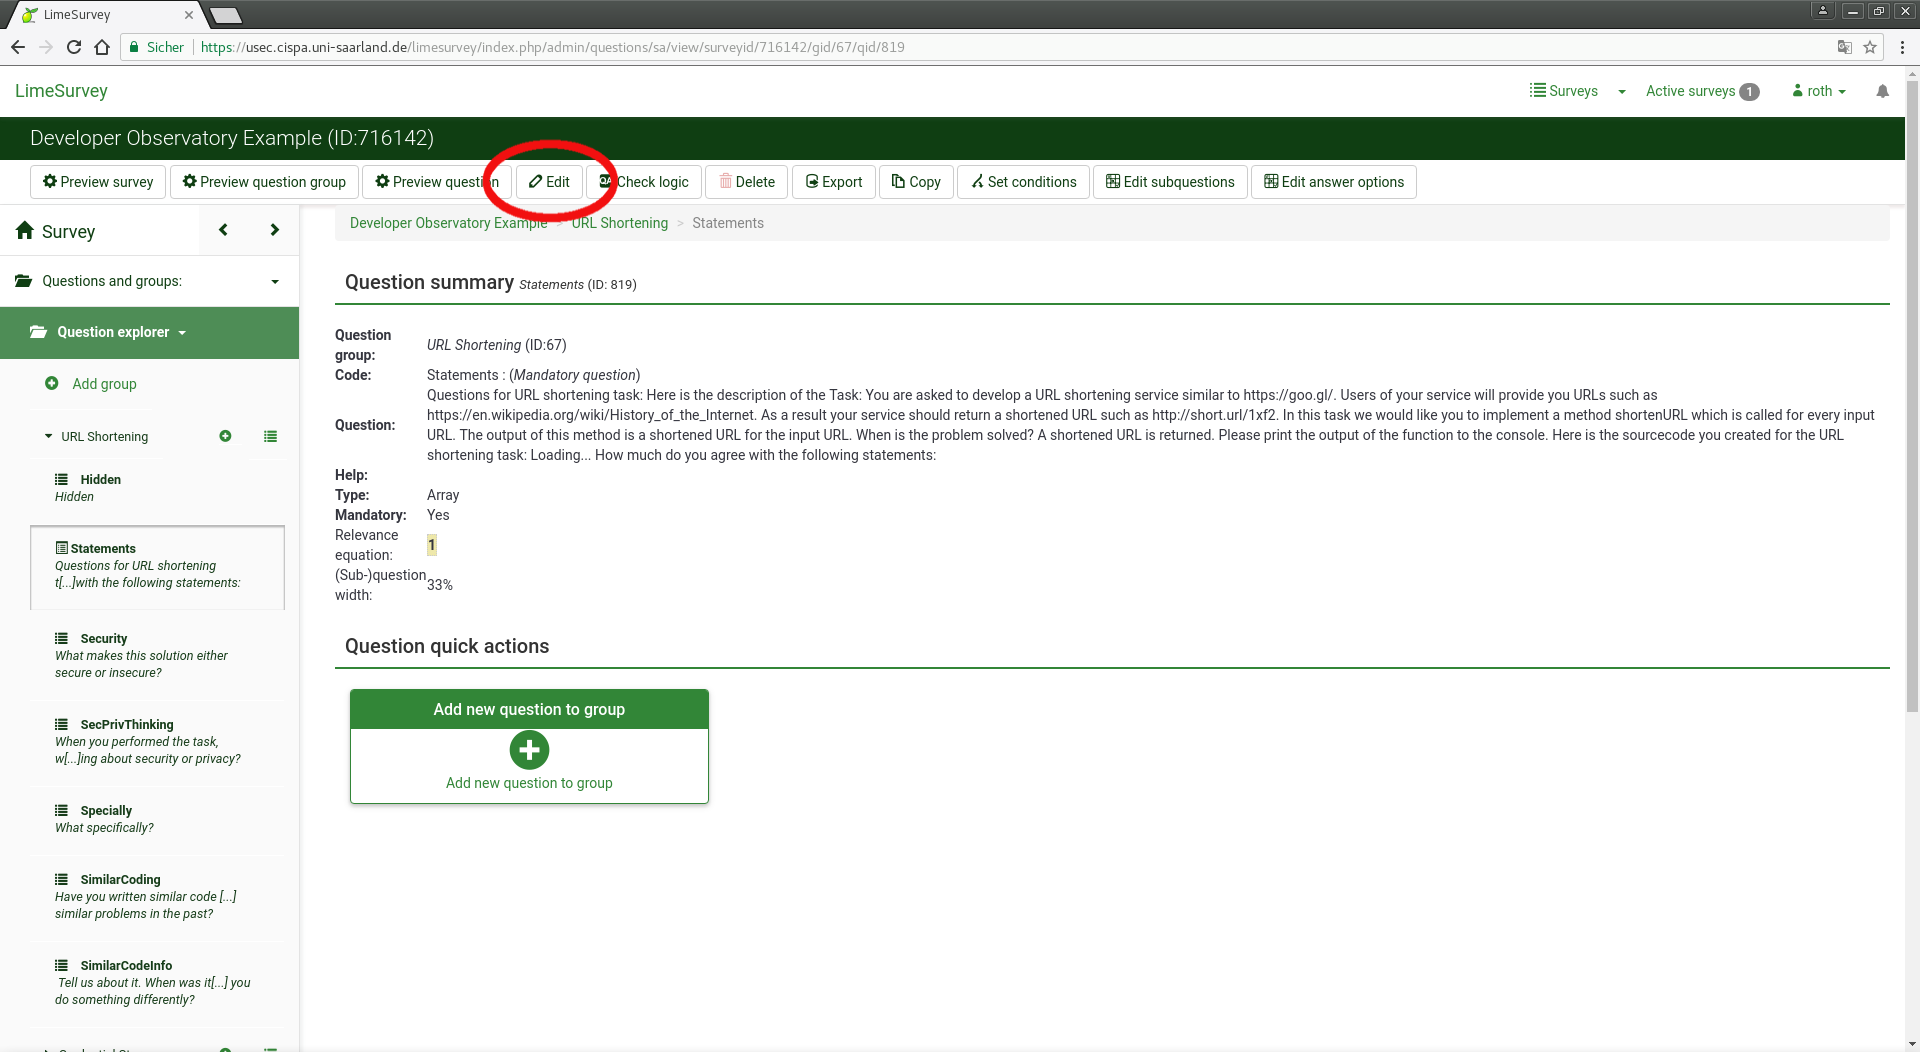 LimeSurvey
Sicher
https://usec.cispa.uni-saarland.de/limesurvey/index.php/admin/questions/sa/view/surveyid/716142/gid/67/qid/819
LimeSurvey
Surveys
Active surveys 1
roth
Developer Observatory Example (ID:716142)
Preview survey
Preview question group
Preview question
Edit
Check logic
Delete
Export
Copy
Set conditions
Edit subquestions
Edit answer options
Survey
Developer Observatory Example > URL Shortening > Statements
Questions and groups:
Question explorer
Add group
URL Shortening
Hidden
Hidden
Statements
Questions for URL shortening
t[...]with the following statements:
Security
What makes this solution either
secure or insecure?
SecPrivThinking
When you performed the task,
w[...]ing about security or privacy?
Specially
What specifically?
SimilarCoding
Have you written similar code [...]
similar problems in the past?
SimilarCodeInfo
Tell us about it. When was it[...] you
do something differently?
Question summary Statements (ID: 819)
Question
group:
URL Shortening (ID:67)
Code:
Statements : (Mandatory question)
Question:
Questions for URL shortening task: Here is the description of the Task: You are asked to develop a URL shortening service similar to https://goo.gl/. Users of your service will provide you URLs such as
https://en.wikipedia.org/wiki/History_of_the_Internet. As a result your service should return a shortened URL such as http://short.url/1xf2. In this task we would like you to implement a method shortenURL which is called for every input
URL. The output of this method is a shortened URL for the input URL. When is the problem solved? A shortened URL is returned. Please print the output of the function to the console. Here is the sourcecode you created for the URL
shortening task: Loading... How much do you agree with the following statements:
Help:
Type:
Array
Mandatory:
Yes
Relevance
equation:
1
(Sub-)question
width:
33%
Question quick actions
Add new question to group
Add new question to group